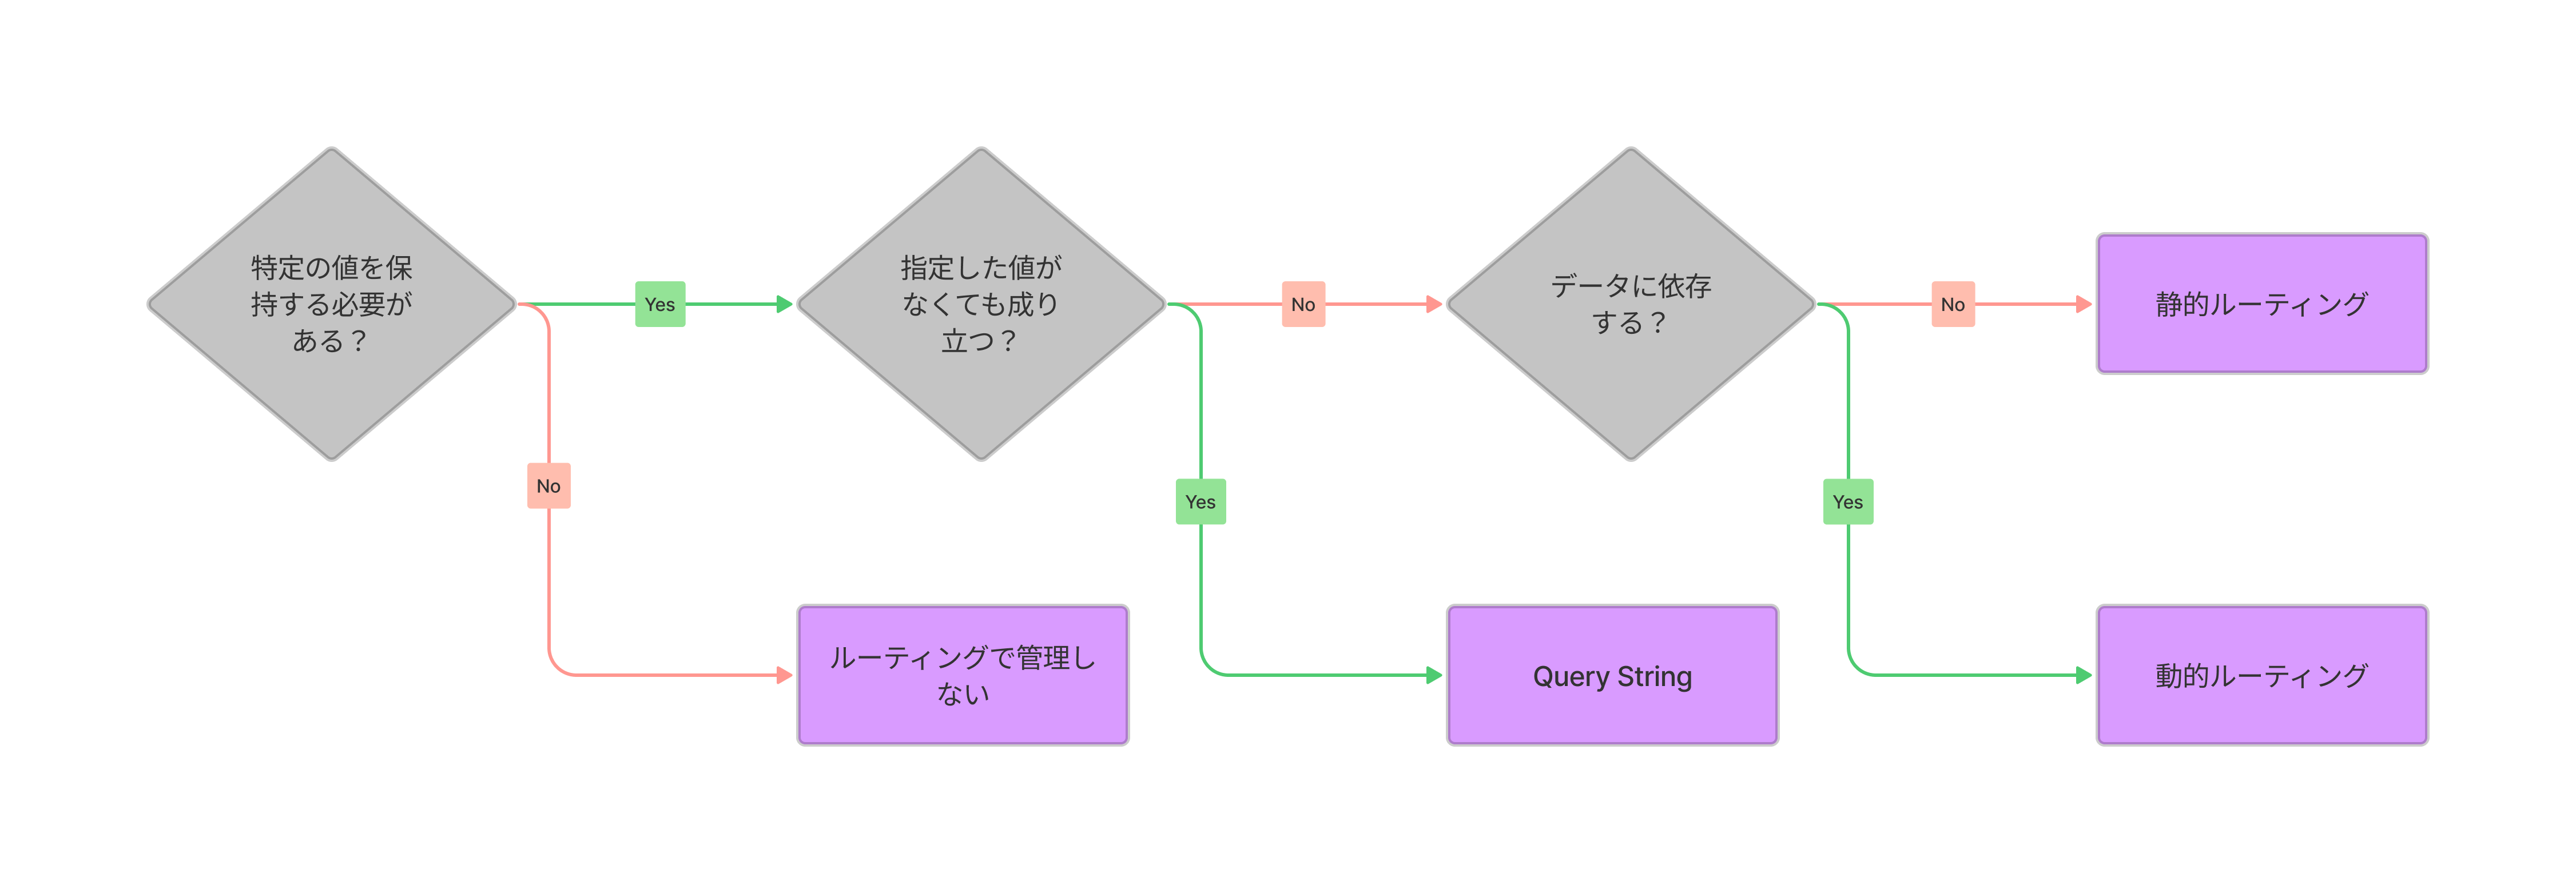 特定の値を保
持する必要が
ある？
Yes
指定した値が
なくても成り
立つ？
No
データに依存
する？
No
静的ルーティング
No
Yes
Yes
ルーティングで管理し
ない
Query String
動的ルーティング